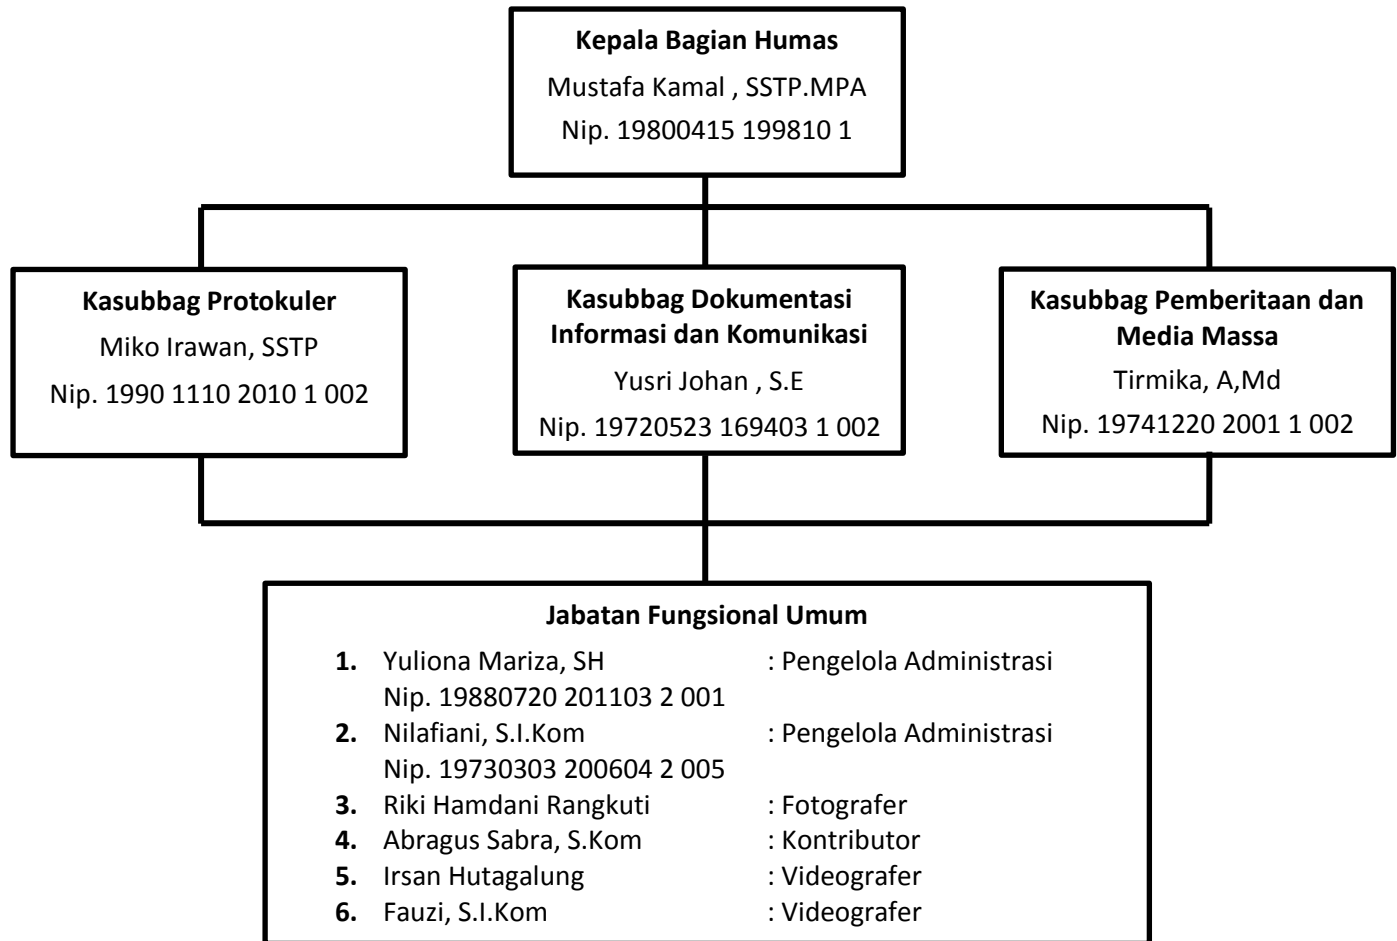 Kepala Bagian Humas
Mustafa Kamal , SSTP.MPA
Nip. 19800415 199810 1
Kasubbag Protokuler
Miko Irawan, SSTP
Nip. 1990 1110 2010 1 002
Kasubbag Dokumentasi
Informasi dan Komunikasi
Yusri Johan , S.E
Nip. 19720523 169403 1 002
Kasubbag Pemberitaan dan
Media Massa
Tirmika, A,Md
Nip. 19741220 2001 1 002
Jabatan Fungsional Umum
1. Yuliona Mariza, SH : Pengelola Administrasi
Nip. 19880720 201103 2 001
2. Nilafiani, S.I.Kom : Pengelola Administrasi
Nip. 19730303 200604 2 005
3. Riki Hamdani Rangkuti : Fotografer
4. Abragus Sabra, S.Kom : Kontributor
5. Irsan Hutagalung : Videografer
6. Fauzi, S.I.Kom : Videografer